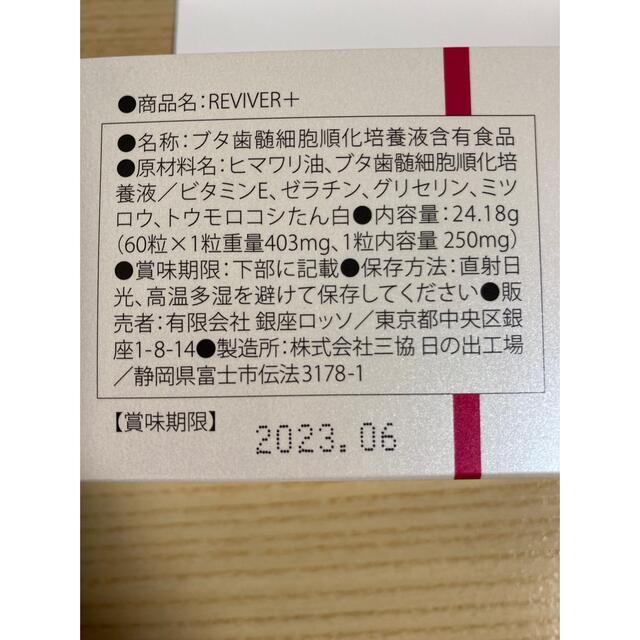 ●商品名:REVIVER＋
●名称:ブタ歯髄細胞順化培養液含有食品
●原材料名:ヒマワリ油、ブタ歯髄細胞順化培
養液／ビタミンE、ゼラチン、グリセリン、ミツ
ロウ、トウモロコシたん白●内容量:24.18g
(60粒×1粒重量403mg、1粒内容量 250mg)
●賞味期限:下部に記載●保存方法:直射日
光、高温多湿を避けて保存してください●販
売者:有限会社 銀座ロッソ／東京都中央区銀
座1-8-14●製造所:株式会社三協 日の出工場
／静岡県富士市伝法3178-1
【賞味期限】
2023.06